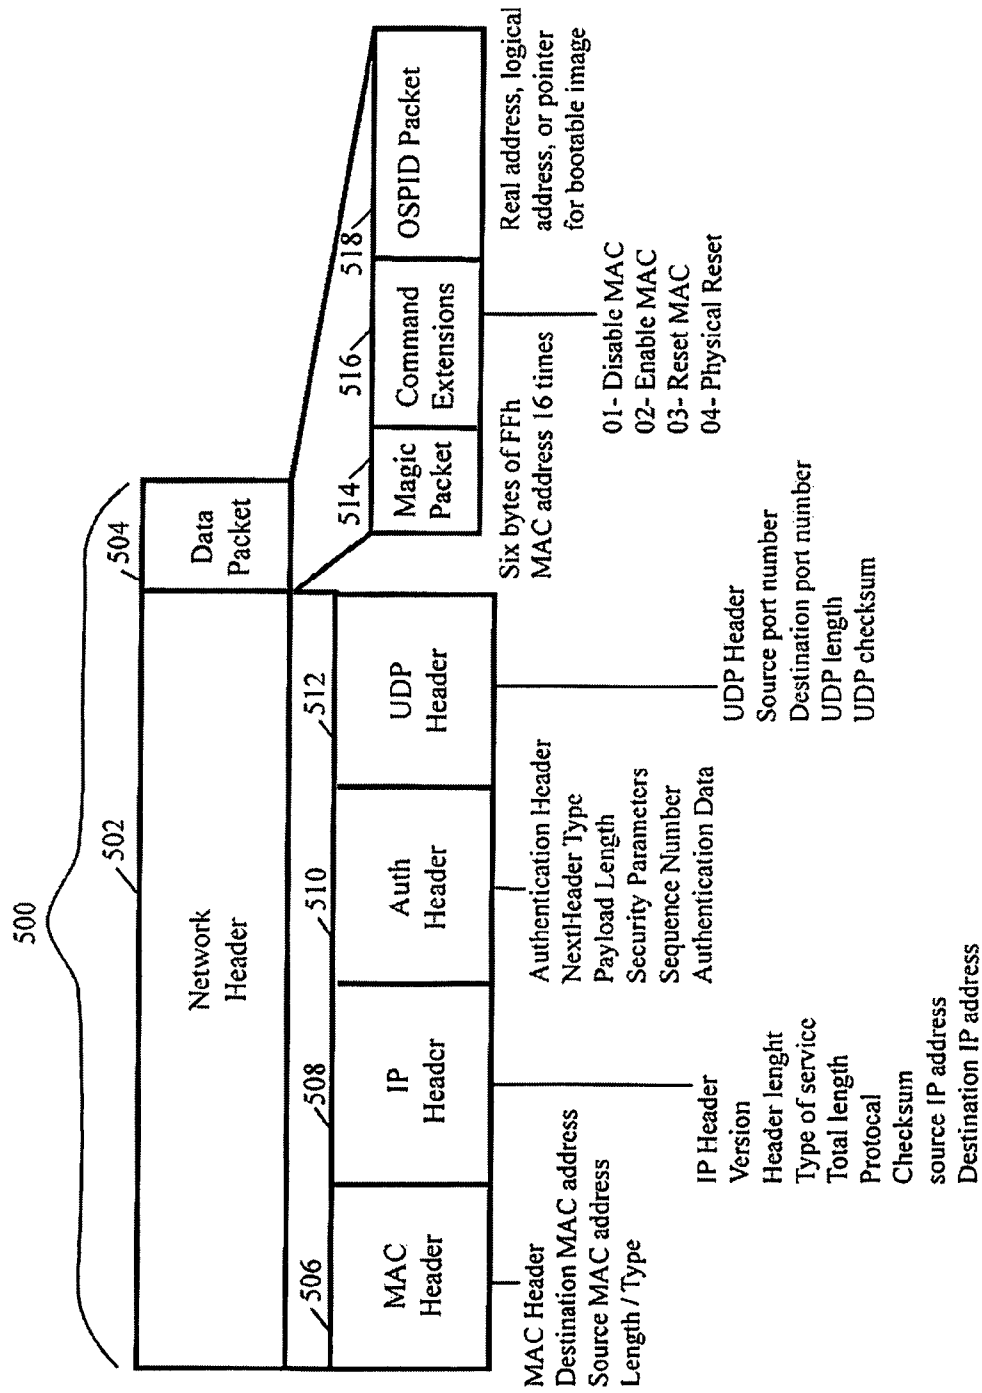 500
502
504
Network
Header
Data
Packet
506
508
510
512
514
516
518
MAC
Header
IP
Header
Auth
Header
UDP
Header
Magic
Packet
Command
Extensions
OSPID Packet
MAC Header
Destination MAC address
Source MAC address
Length / Type
IP Header
Version
Header lenght
Type of service
Total length
Protocal
Checksum
source IP address
Destination IP address
Authentication Header
NextHeader Type
Payload Length
Security Parameters
Sequence Number
Authentication Data
UDP Header
Source port number
Destination port number
UDP length
UDP checksum
Six bytes of FFh
MAC address 16 times
01- Disable MAC
02- Enable MAC
03- Reset MAC
04- Physical Reset
Real address, logical
address, or pointer
for bootable image